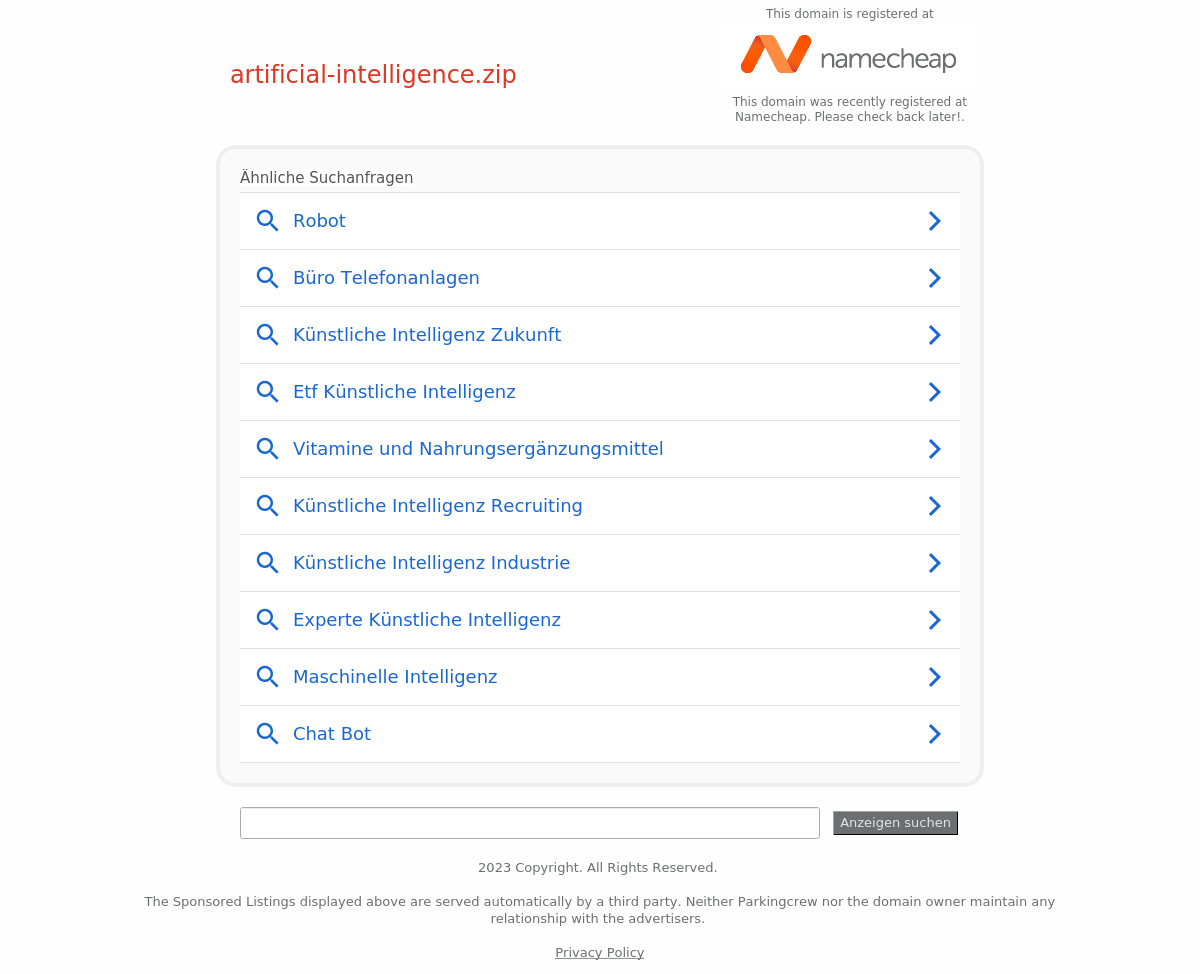 This domain is registered at
namecheap
artificial-intelligence.zip
This domain was recently registered at
Namecheap. Please check back later!.
Ähnliche Suchanfragen
Robot
Büro Telefonanlagen
Künstliche Intelligenz Zukunft
Etf Künstliche Intelligenz
Vitamine und Nahrungsergänzungsmittel
Künstliche Intelligenz Recruiting
Künstliche Intelligenz Industrie
Experte Künstliche Intelligenz
Maschinelle Intelligenz
Chat Bot
Anzeigen suchen
2023 Copyright. All Rights Reserved.
The Sponsored Listings displayed above are served automatically by a third party. Neither Parkingcrew nor the domain owner maintain any
relationship with the advertisers.
Privacy Policy